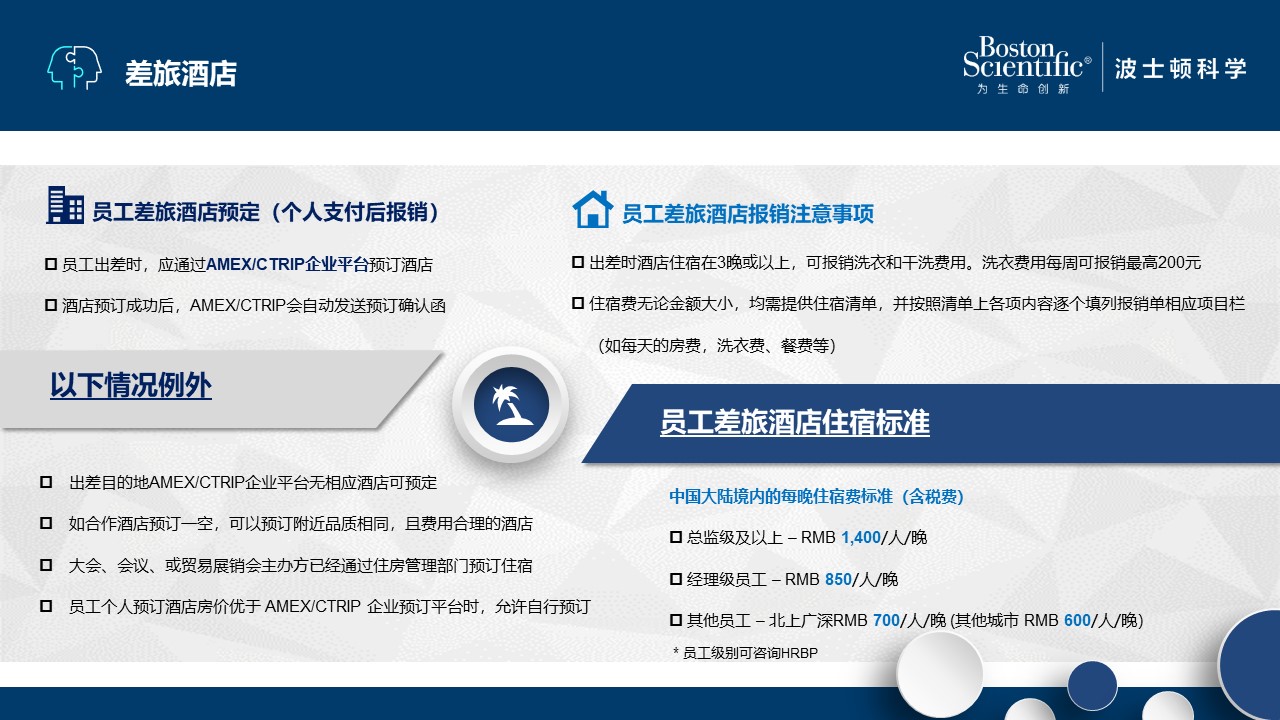 差旅酒店
Boston
Scientific®
为生命创新
波士顿科学
员工差旅酒店预定（个人支付后报销）
员工出差时，应通过AMEX/CTRIP企业平台预订酒店
酒店预订成功后，AMEX/CTRIP会自动发送预订确认函
员工差旅酒店报销注意事项
出差时酒店住宿在3晚或以上，可报销洗衣和干洗费用。洗衣费用每周可报销最高200元
住宿费无论金额大小，均需提供住宿清单，并按照清单上各项内容逐个填列报销单相应项目栏
(如每天的房费，洗衣费、餐费等)
以下情况例外
出差目的地AMEX/CTRIP企业平台无相应酒店可预定
如合作酒店预订一空，可以预订附近品质相同，且费用合理的酒店
大会、会议、或贸易展销会主办方已经通过住房管理部门预订住宿
员工个人预订酒店房价优于 AMEX/CTRIP 企业预订平台时，允许自行预订
员工差旅酒店住宿标准
中国大陆境内的每晚住宿费标准（含税费）
总监级及以上 – RMB 1,400/人/晚
经理级员工 – RMB 850/人/晚
其他员工 – 北上广深RMB 700/人/晚 (其他城市 RMB 600/人/晚)
* 员工级别可咨询HRBP